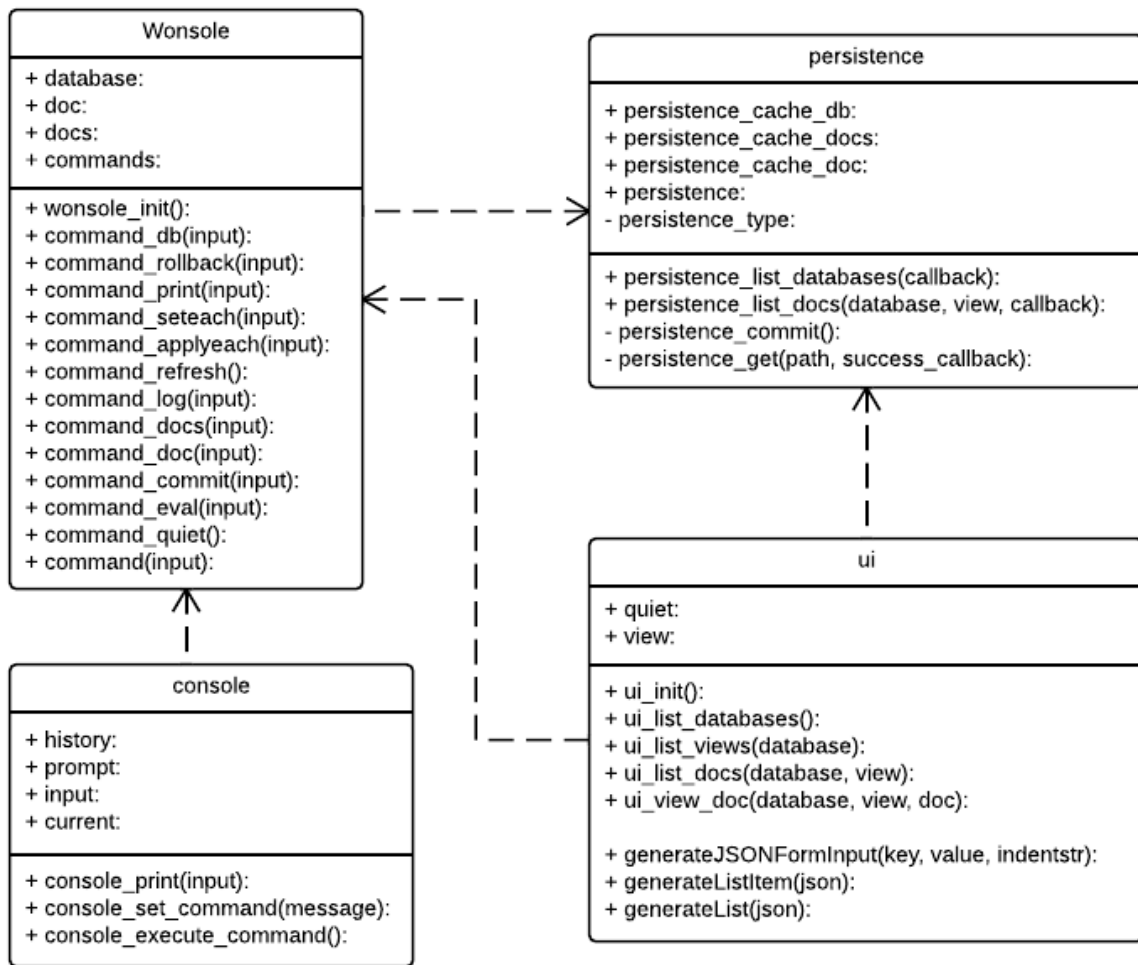 Wonsole
+ database:
+ doc:
+ docs:
+ commands:
+ wonsole_init():
+ command_db(input):
+ command_rollback(input):
+ command_print(input):
+ command_seteach(input):
+ command_applyeach(input):
+ command_refresh():
+ command_log(input):
+ command_docs(input):
+ command_doc(input):
+ command_commit(input):
+ command_eval(input):
+ command_quiet():
+ command(input):
persistence
+ persistence_cache_db:
+ persistence_cache_docs:
+ persistence_cache_doc:
+ persistence:
- persistence_type:
+ persistence_list_databases(callback):
+ persistence_list_docs(database, view, callback):
- persistence_commit():
- persistence_get(path, success_callback):
console
+ history:
+ prompt:
+ input:
+ current:
+ console_print(input):
+ console_set_command(message):
+ console_execute_command():
ui
+ quiet:
+ view:
+ ui_init():
+ ui_list_databases():
+ ui_list_views(database):
+ ui_list_docs(database, view):
+ ui_view_doc(database, view, doc):
+ generateJSONFormInput(key, value, indentstr):
+ generateListItem(json):
+ generateList(json):